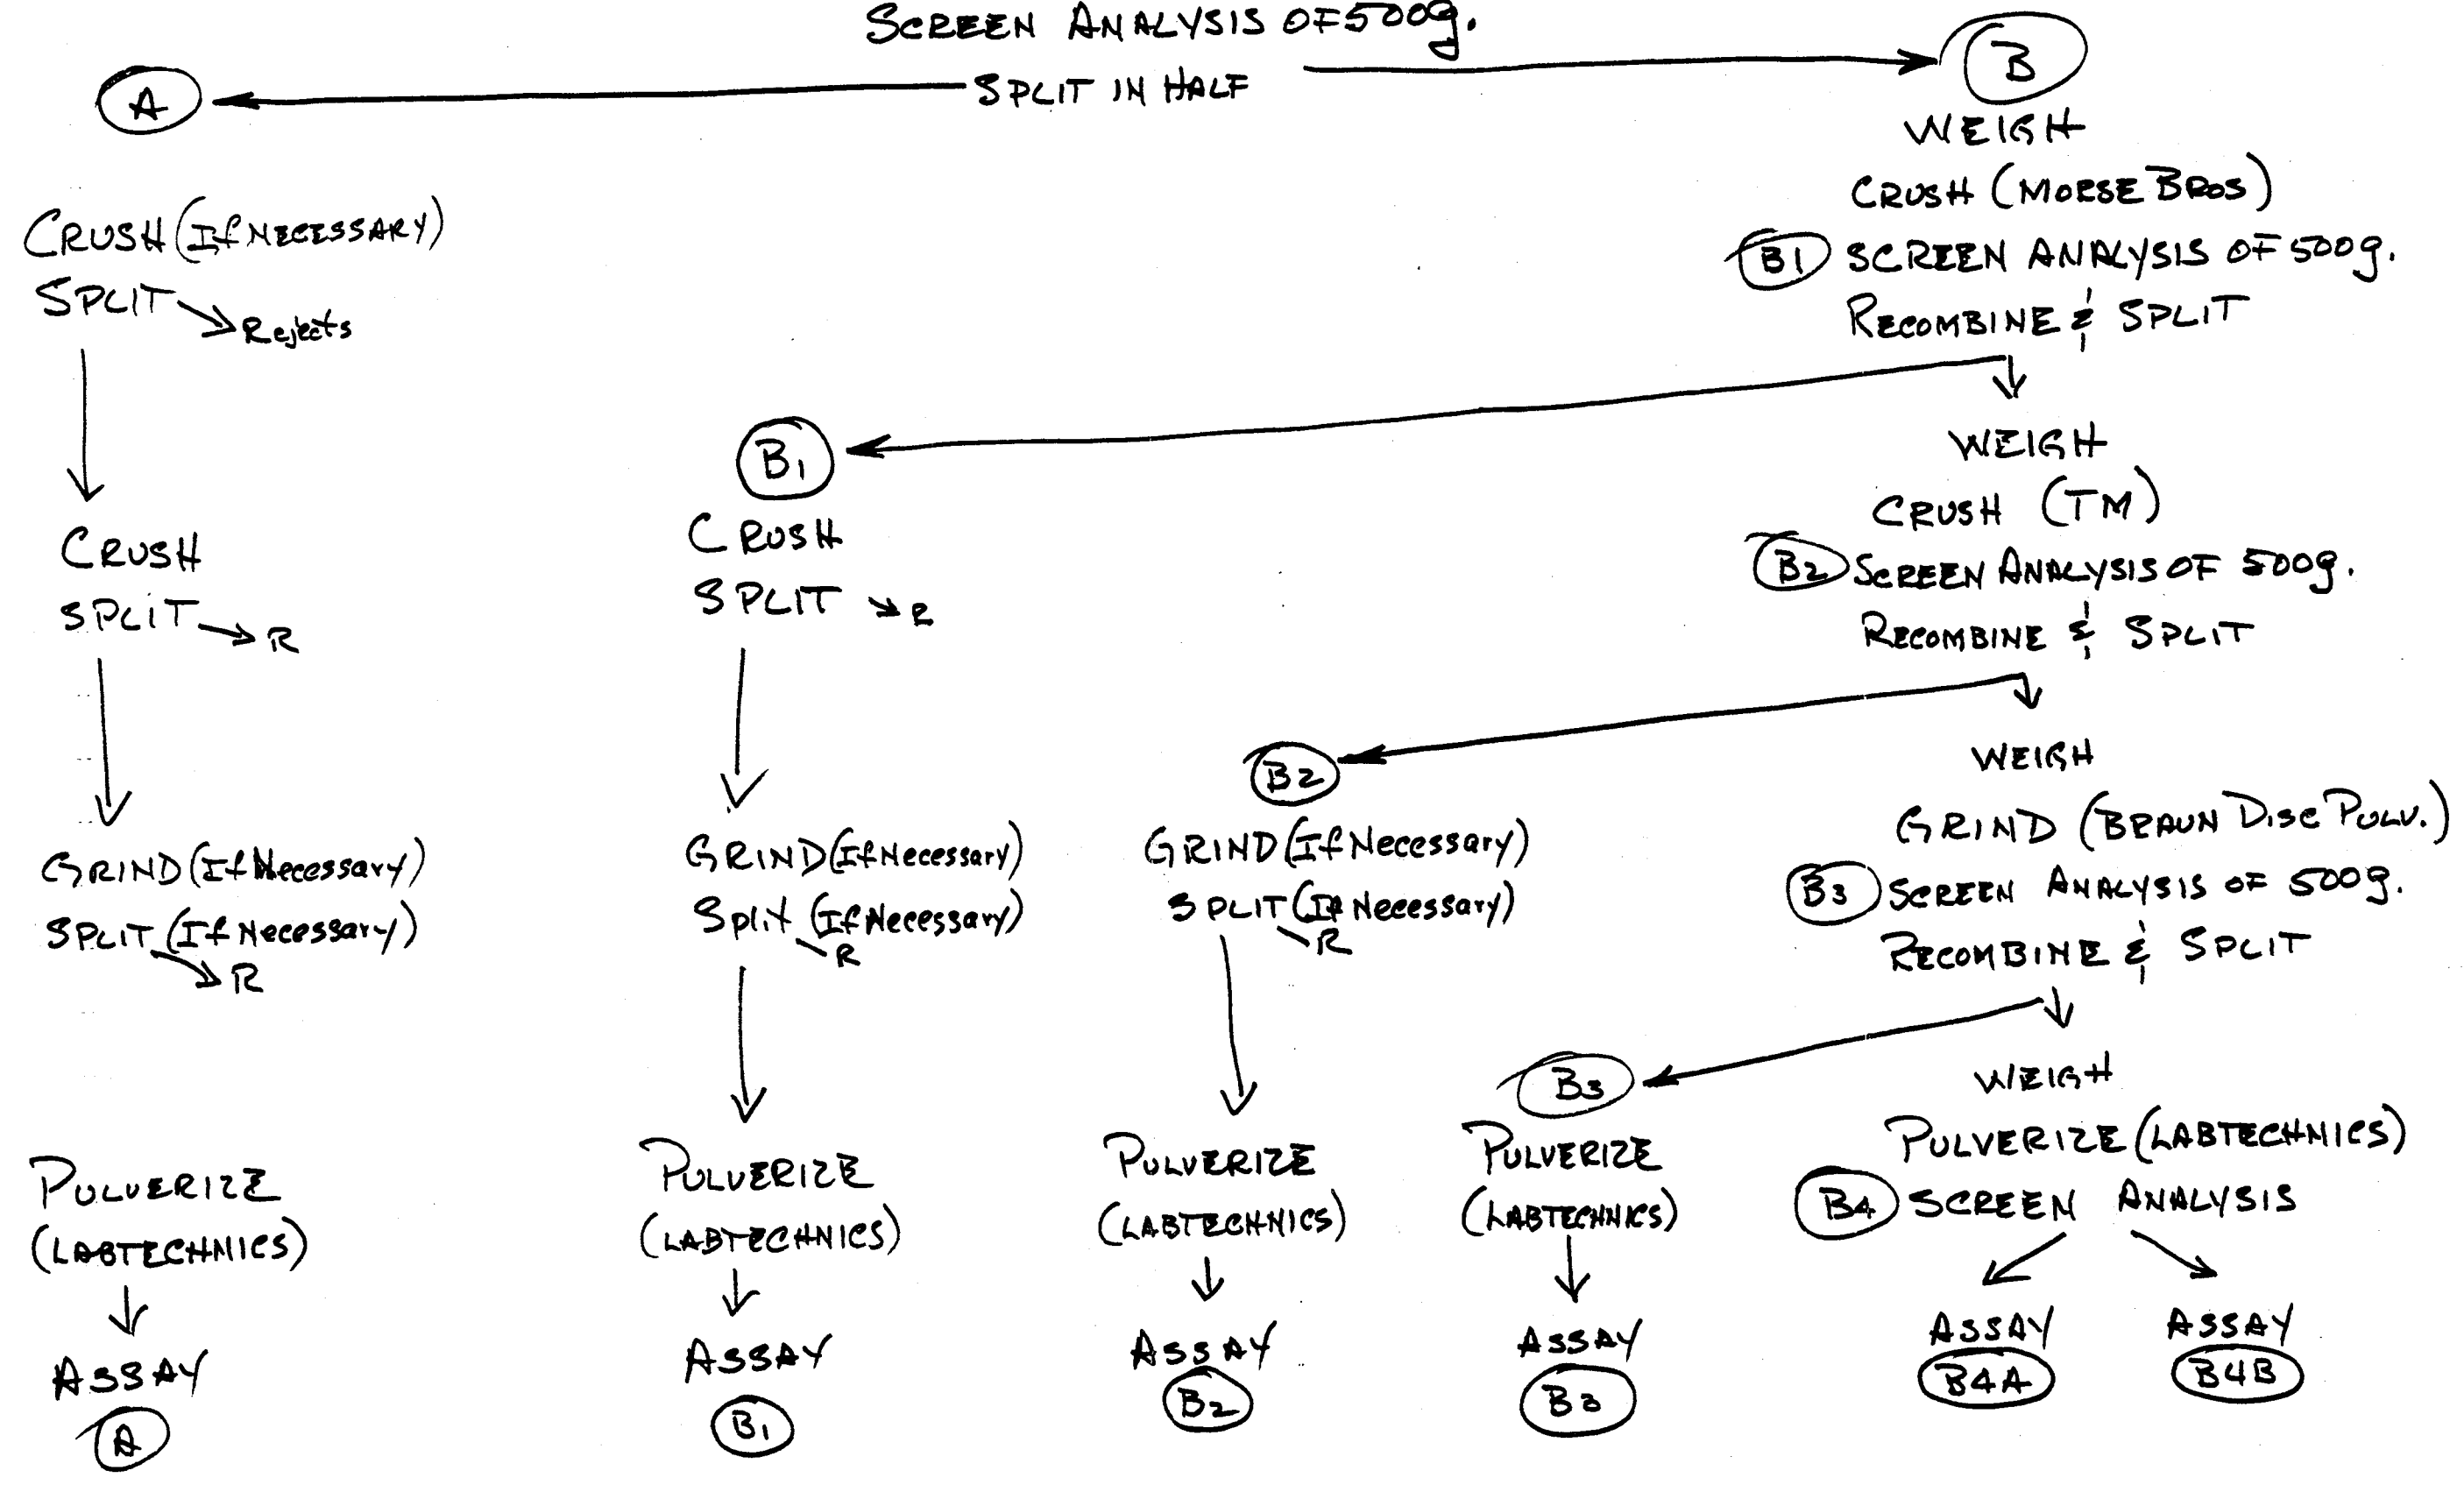 SCREEN ANALYSIS OF 500g.
SPLIT IN HALF
A
CRUSH (If NECESSARY)
SPLIT
Rejects
CRUSH
SPLIT
R
GRIND (If Necessary)
SPLIT (If Necessary)
R
PULVERIZE
(LABTECHNICS)
ASSAY
A
B1
CRUSH
SPLIT
R
GRIND (If Necessary)
Split (If Necessary)
R
PULVERIZE
(LABTECHNICS)
ASSAY
B1
B2
GRIND (If Necessary)
SPLIT (If Necessary)
R
PULVERIZE
(LABTECHNICS)
ASSAY
B2
B3
PULVERIZE
(LABTECHNICS)
ASSAY
B3
B
WEIGH
CRUSH (MORSE BROS)
B1 SCREEN ANALYSIS OF 500g.
RECOMBINE & SPLIT
WEIGH
CRUSH (TM)
B2 SCREEN ANALYSIS OF 500g.
RECOMBINE & SPLIT
WEIGH
GRIND (BRAUN DISC PULV.)
B3 SCREEN ANALYSIS OF 500g.
RECOMBINE & SPLIT
WEIGH
PULVERIZE (LABTECHNICS)
B4 SCREEN ANALYSIS
ASSAY
B4A
ASSAY
B4B